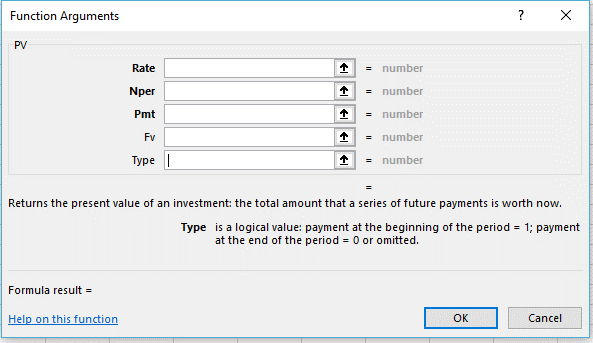 Function Arguments ?
PV
Rate = number
Nper = number
Pmt = number
Fv = number
Type = number
=
Returns the present value of an investment: the total amount that a series of future payments is worth now.
Type is a logical value: payment at the beginning of the period = 1; payment
at the end of the period = 0 or omitted.
Formula result =
Help on this function OK Cancel